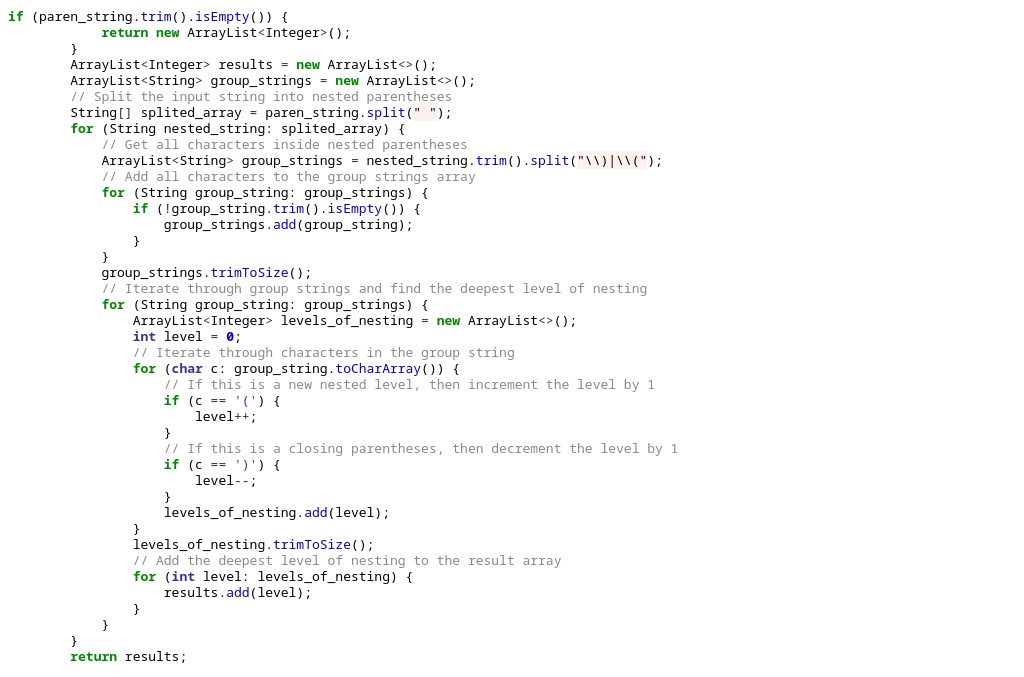 if (paren_string.trim().isEmpty()) {
            return new ArrayList<Integer>();
        }
        ArrayList<Integer> results = new ArrayList<>();
        ArrayList<String> group_strings = new ArrayList<>();
        // Split the input string into nested parentheses
        String[] splited_array = paren_string.split(" ");
        for (String nested_string: splited_array) {
            // Get all characters inside nested parentheses
            ArrayList<String> group_strings = nested_string.trim().split("\\)|\\(");
            // Add all characters to the group strings array
            for (String group_string: group_strings) {
                if (!group_string.trim().isEmpty()) {
                    group_strings.add(group_string);
                }
            }
            group_strings.trimToSize();
            // Iterate through group strings and find the deepest level of nesting
            for (String group_string: group_strings) {
                ArrayList<Integer> levels_of_nesting = new ArrayList<>();
                int level = 0;
                // Iterate through characters in the group string
                for (char c: group_string.toCharArray()) {
                    // If this is a new nested level, then increment the level by 1
                    if (c == '(') {
                        level++;
                    }
                    // If this is a closing parentheses, then decrement the level by 1
                    if (c == ')') {
                        level--;
                    }
                    levels_of_nesting.add(level);
                }
                levels_of_nesting.trimToSize();
                // Add the deepest level of nesting to the result array
                for (int level: levels_of_nesting) {
                    results.add(level);
                }
            }
        }
        return results;